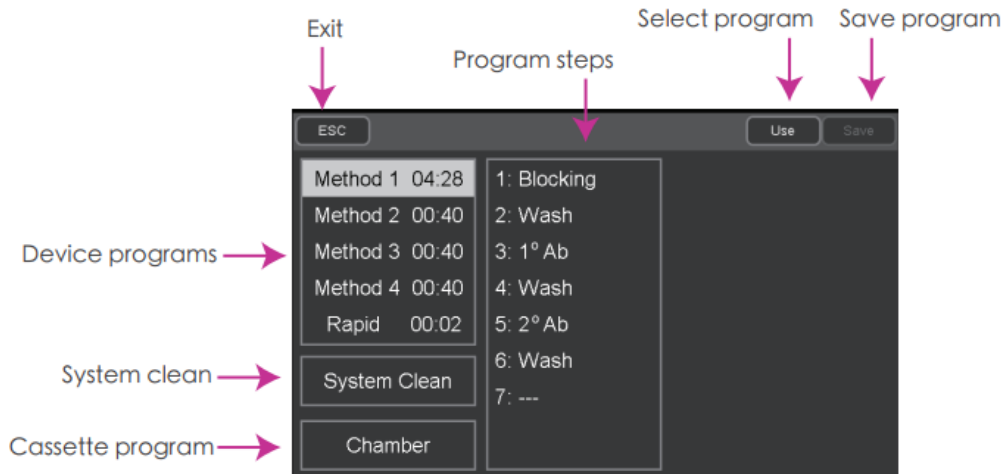 Select program Save program
Exit
Program steps
ESC
Use
Save
Method 1 04:28
Method 2 00:40
Method 3 00:40
Method 4 00:40
Rapid 00:02
1: Blocking
2: Wash
3: 1º Ab
4: Wash
5: 2º Ab
6: Wash
7: ---
Device programs
System clean
System Clean
Cassette program
Chamber